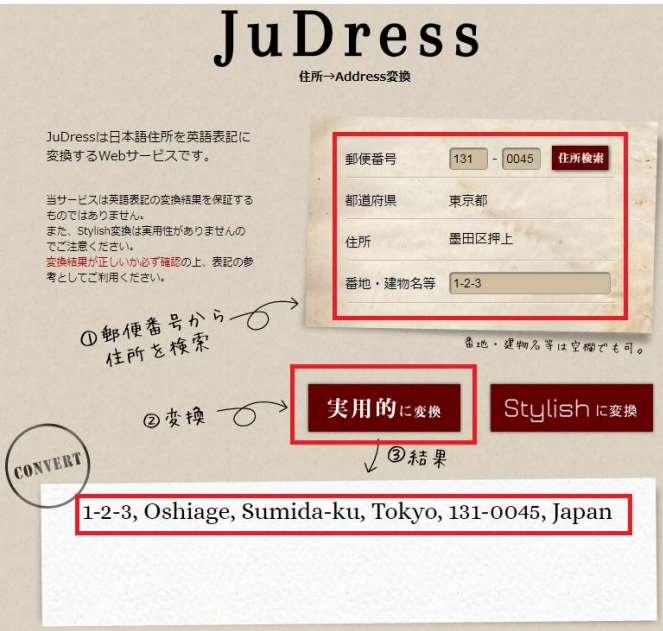 JuDress
住所→Address変換
JuDressは日本語住所を英語表記に
変換するWebサービスです。
当サービスは英語表記の変換結果を保証する
ものではありません。
また、Stylish変換は実用性がありませんの
でご注意ください。
変換結果が正しいか必ず確認の上、表記の参
考としてご利用ください。
郵便番号 131 - 0045 住所検索
都道府県 東京都
住所 墨田区押上
番地・建物名等 1-2-3
①郵便番号から
住所を検索
番地・建物名等は空欄でも可。
②変換
実用的に変換
Stylishに変換
③結果
CONVERT
1-2-3, Oshiage, Sumida-ku, Tokyo, 131-0045, Japan